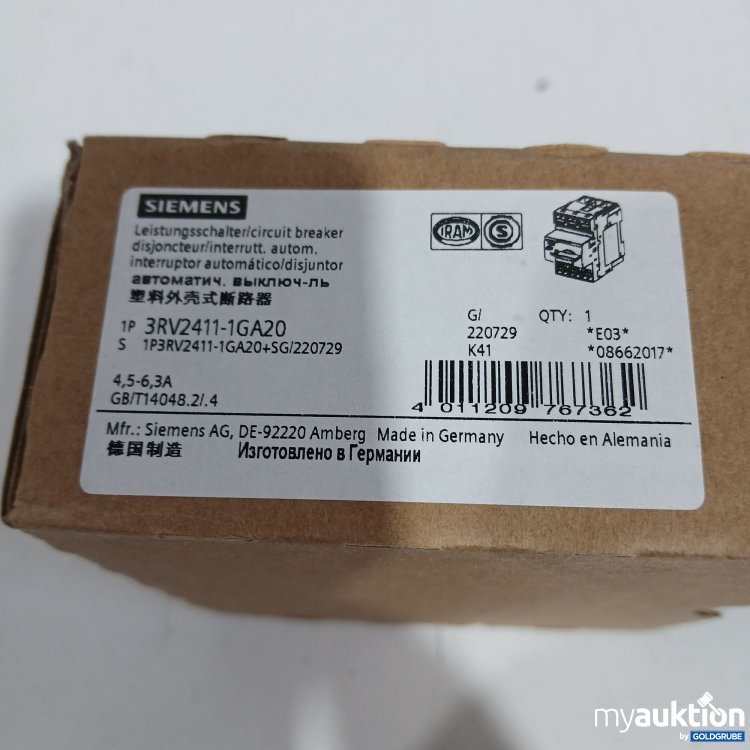 SIEMENS
Leistungsschalter/circuit breaker
disjoncteur/interrutt. autom.
interruptor automático/disjuntor
автоматич. выключ-ль
塑料外壳式断路器
IRAM S
1P 3RV2411-1GA20
S 1P3RV2411-1GA20+SG/220729
G/ QTY: 1
220729 *E03*
K41 *08662017*
4,5-6,3A
GB/T14048.2/.4
4 011209 767362
Mfr.: Siemens AG, DE-92220 Amberg Made in Germany Hecho en Alemania
德国制造 Изготовлено в Германии
myauktion
by GOLDGRUBE